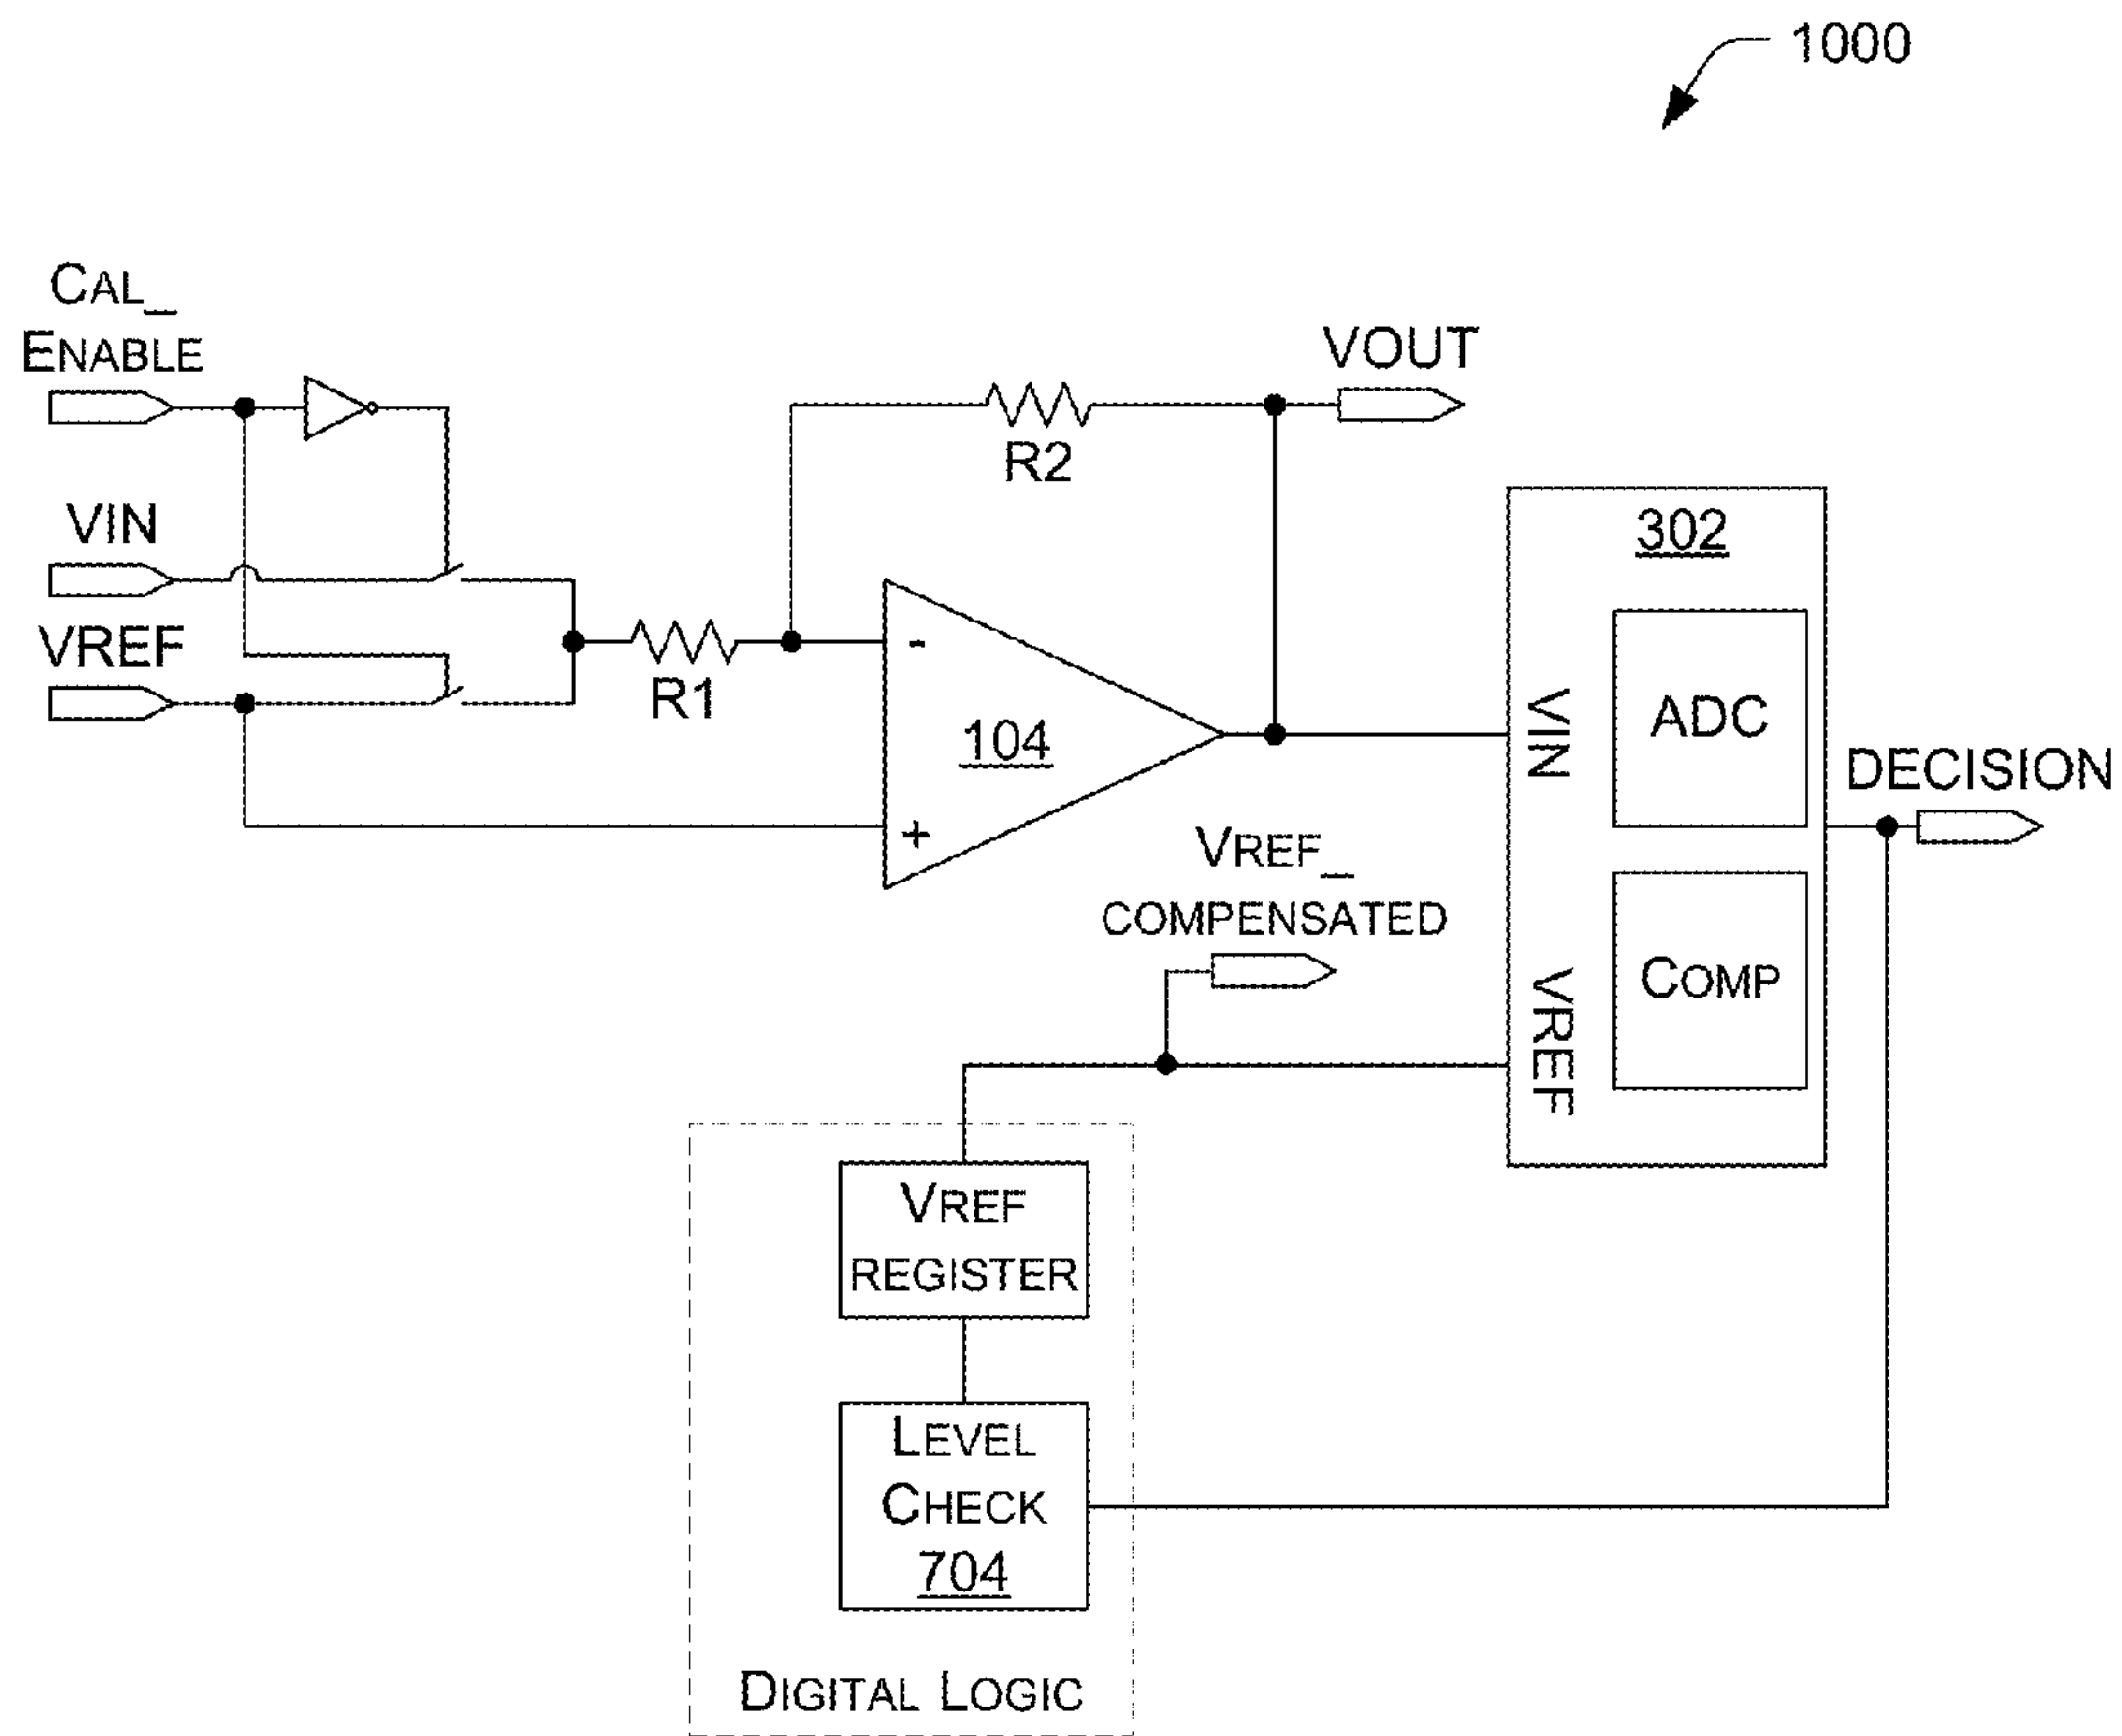 1000
CAL_
ENABLE
VOUT
R2
VIN
302
VREF
R1
-
ADC
104
VIN
DECISION
+
VREF_
COMPENSATED
COMP
VREF
VREF
REGISTER
LEVEL
CHECK
704
DIGITAL LOGIC